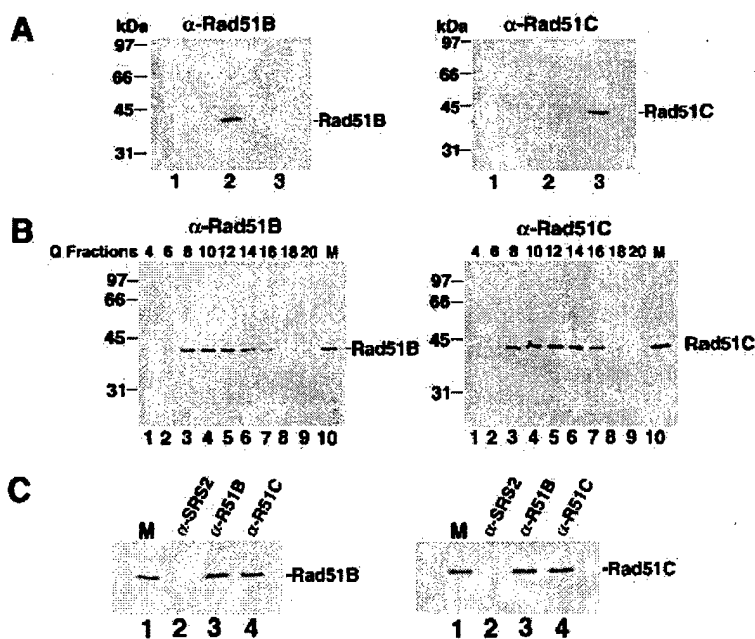 A
kDa α-Rad51B
97
66
45
31
-Rad51B
1 2 3
kDa α-Rad51C
97
66
45
31
-Rad51C
1 2 3
B
α-Rad51B
Q Fractions 4 6 8 10 12 14 16 18 20 M
97
66
45
31
-Rad51B
1 2 3 4 5 6 7 8 9 10
α-Rad51C
4 6 8 10 12 14 16 18 20 M
97
66
45
31
Rad51C
1 2 3 4 5 6 7 8 9 10
C
M α-SRS2 α-R51B α-R51C
-Rad51B
1 2 3 4
M α-SRS2 α-R51B α-R51C
-Rad51C
1 2 3 4